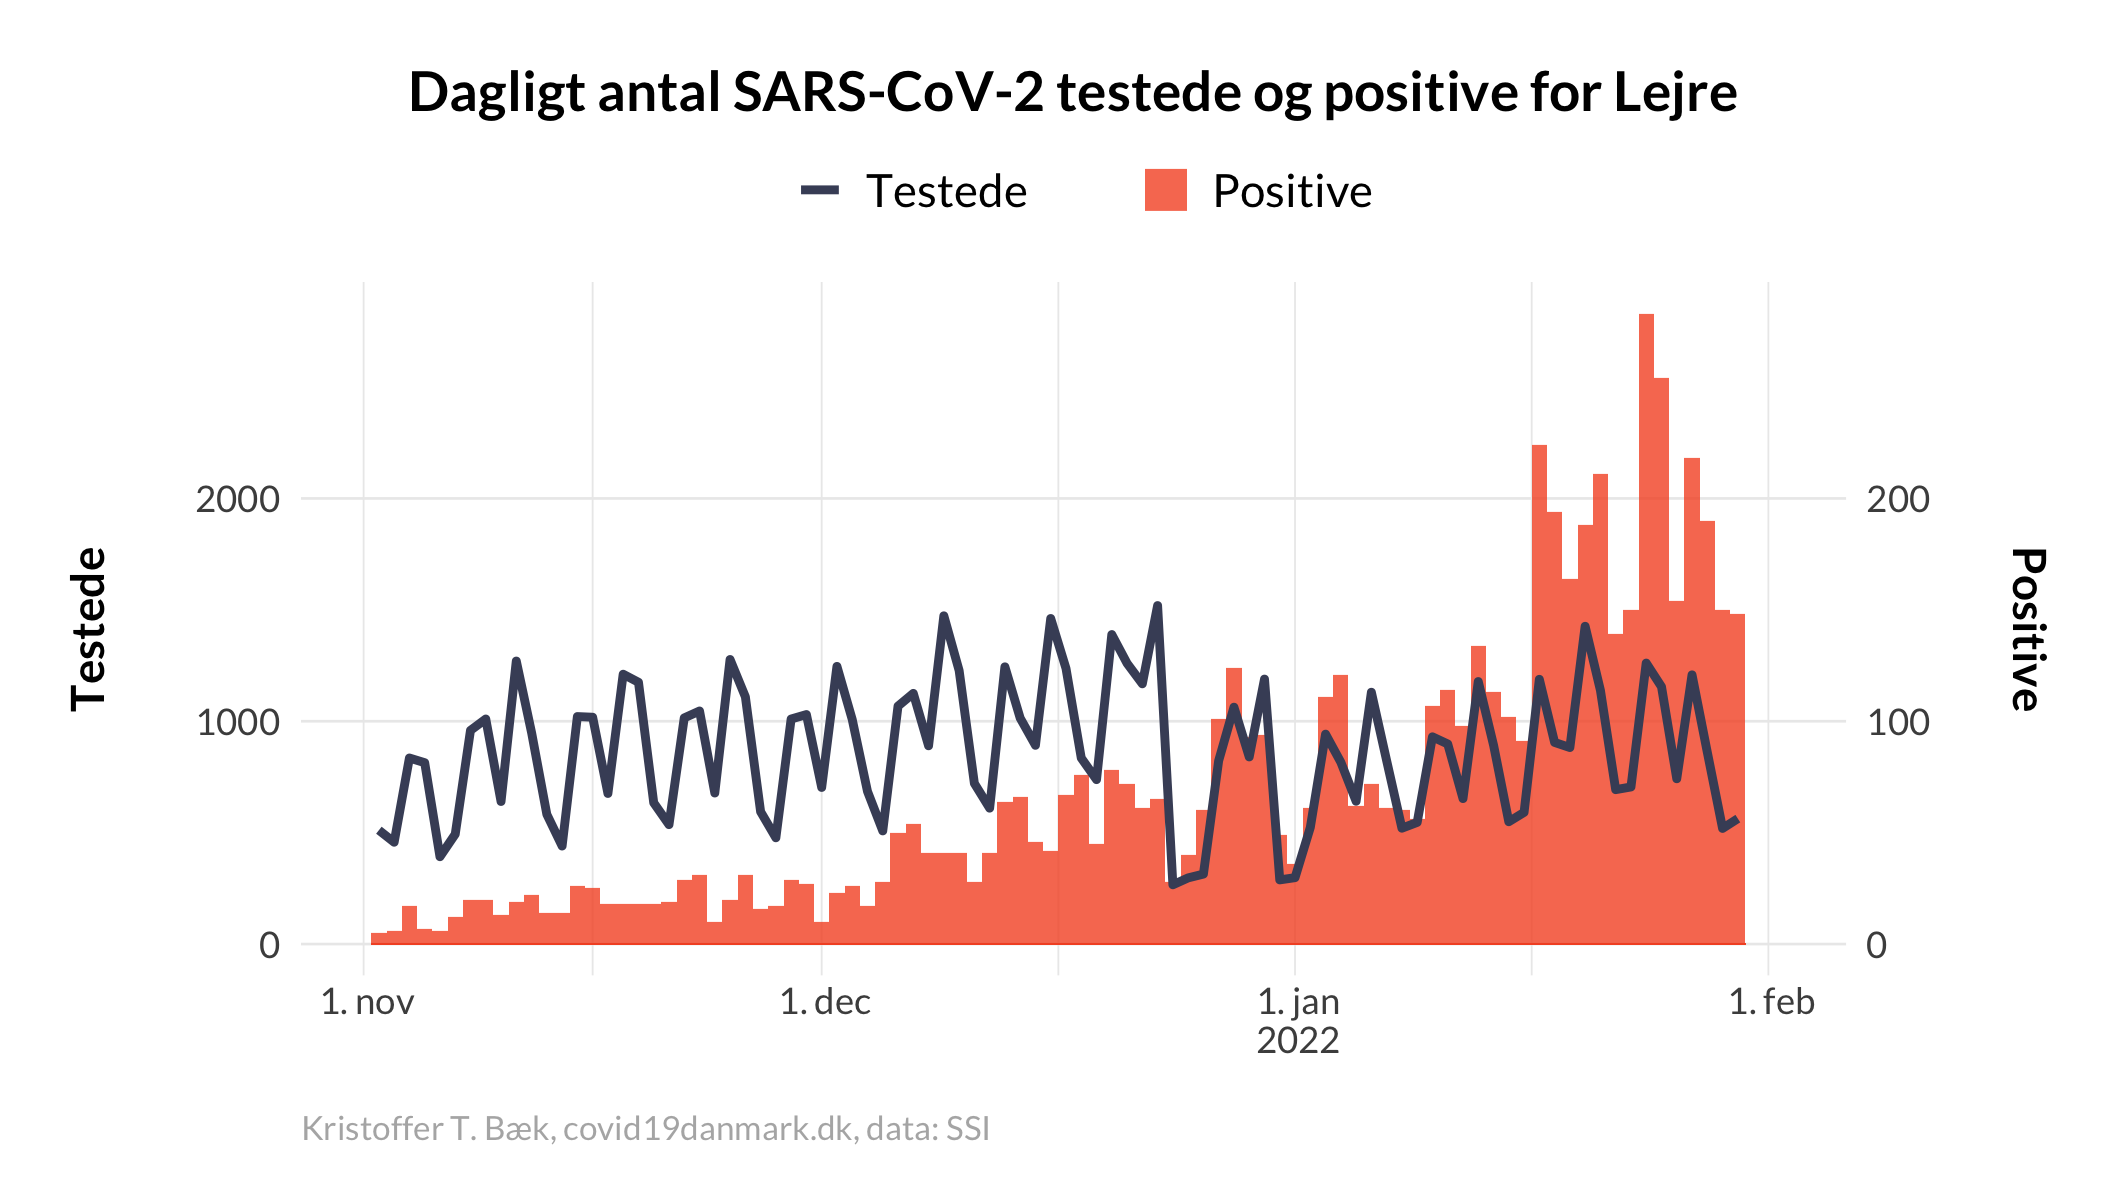 Dagligt antal SARS-CoV-2 testede og positive for Lejre
Testede
Positive
2000
1000
0
Testede
200
100
0
Positive
1. nov
1. dec
1. jan
2022
1. feb
Kristoffer T. Bæk, covid19danmark.dk, data: SSI